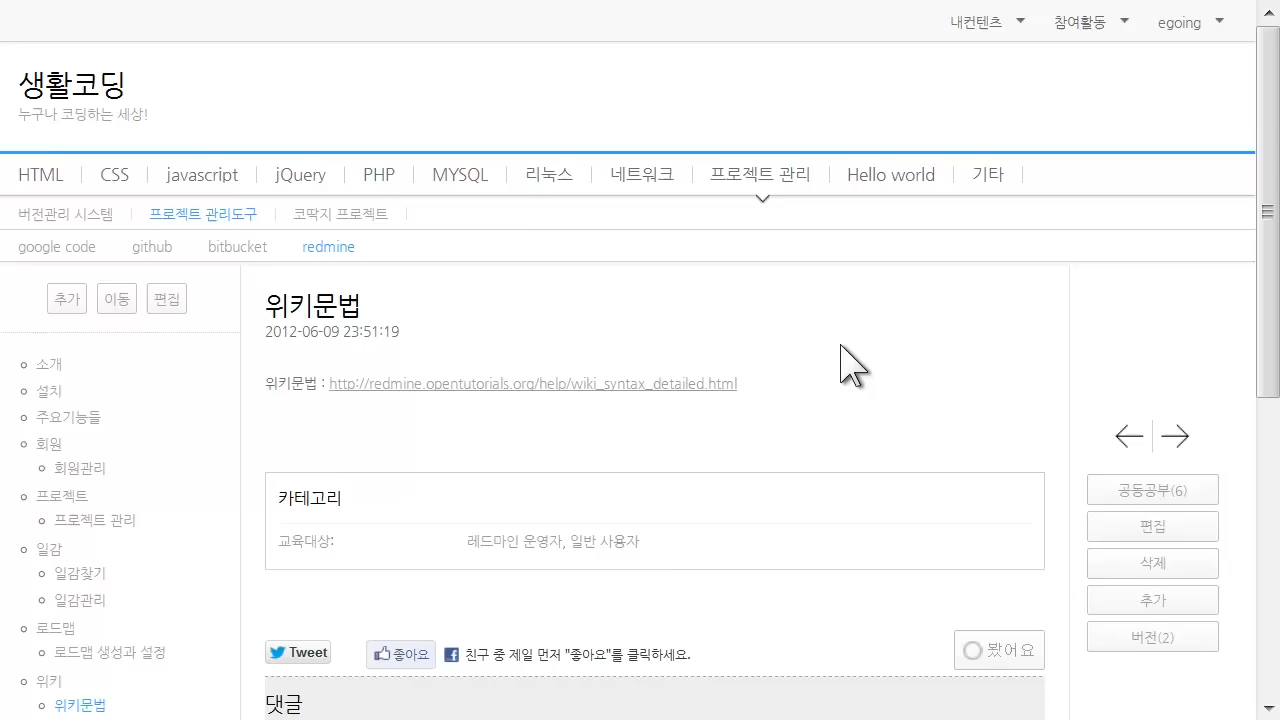 내컨텐츠 참여활동 egoing
생활코딩
누구나 코딩하는 세상!
HTML CSS javascript jQuery PHP MYSQL 리눅스 네트워크 프로젝트 관리 Hello world 기타
버전관리 시스템 프로젝트 관리도구 코딱지 프로젝트
google code github bitbucket redmine
추가 이동 편집
소개
설치
주요기능들
회원
회원관리
프로젝트
프로젝트 관리
일감
일감찾기
일감관리
로드맵
로드맵 생성과 설정
위키
위키문법
위키문법
2012-06-09 23:51:19
위키문법 : http://redmine.opentutorials.org/help/wiki_syntax_detailed.html
카테고리
교육대상: 레드마인 운영자, 일반 사용자
Tweet 좋아요 친구 중 제일 먼저 "좋아요"를 클릭하세요. 봤어요
댓글
공동공부(6)
편집
삭제
추가
버전(2)